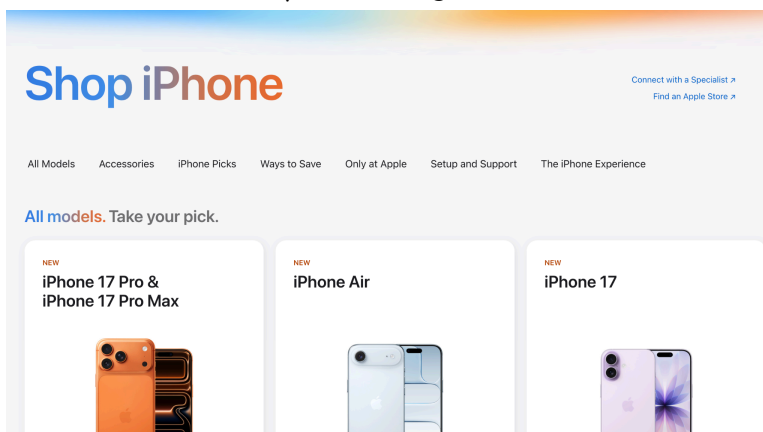 Shop iPhone
Connect with a Specialist ↗
Find an Apple Store ↗
All Models Accessories iPhone Picks Ways to Save Only at Apple Setup and Support The iPhone Experience
All models. Take your pick.
NEW
iPhone 17 Pro &
iPhone 17 Pro Max
NEW
iPhone Air
NEW
iPhone 17